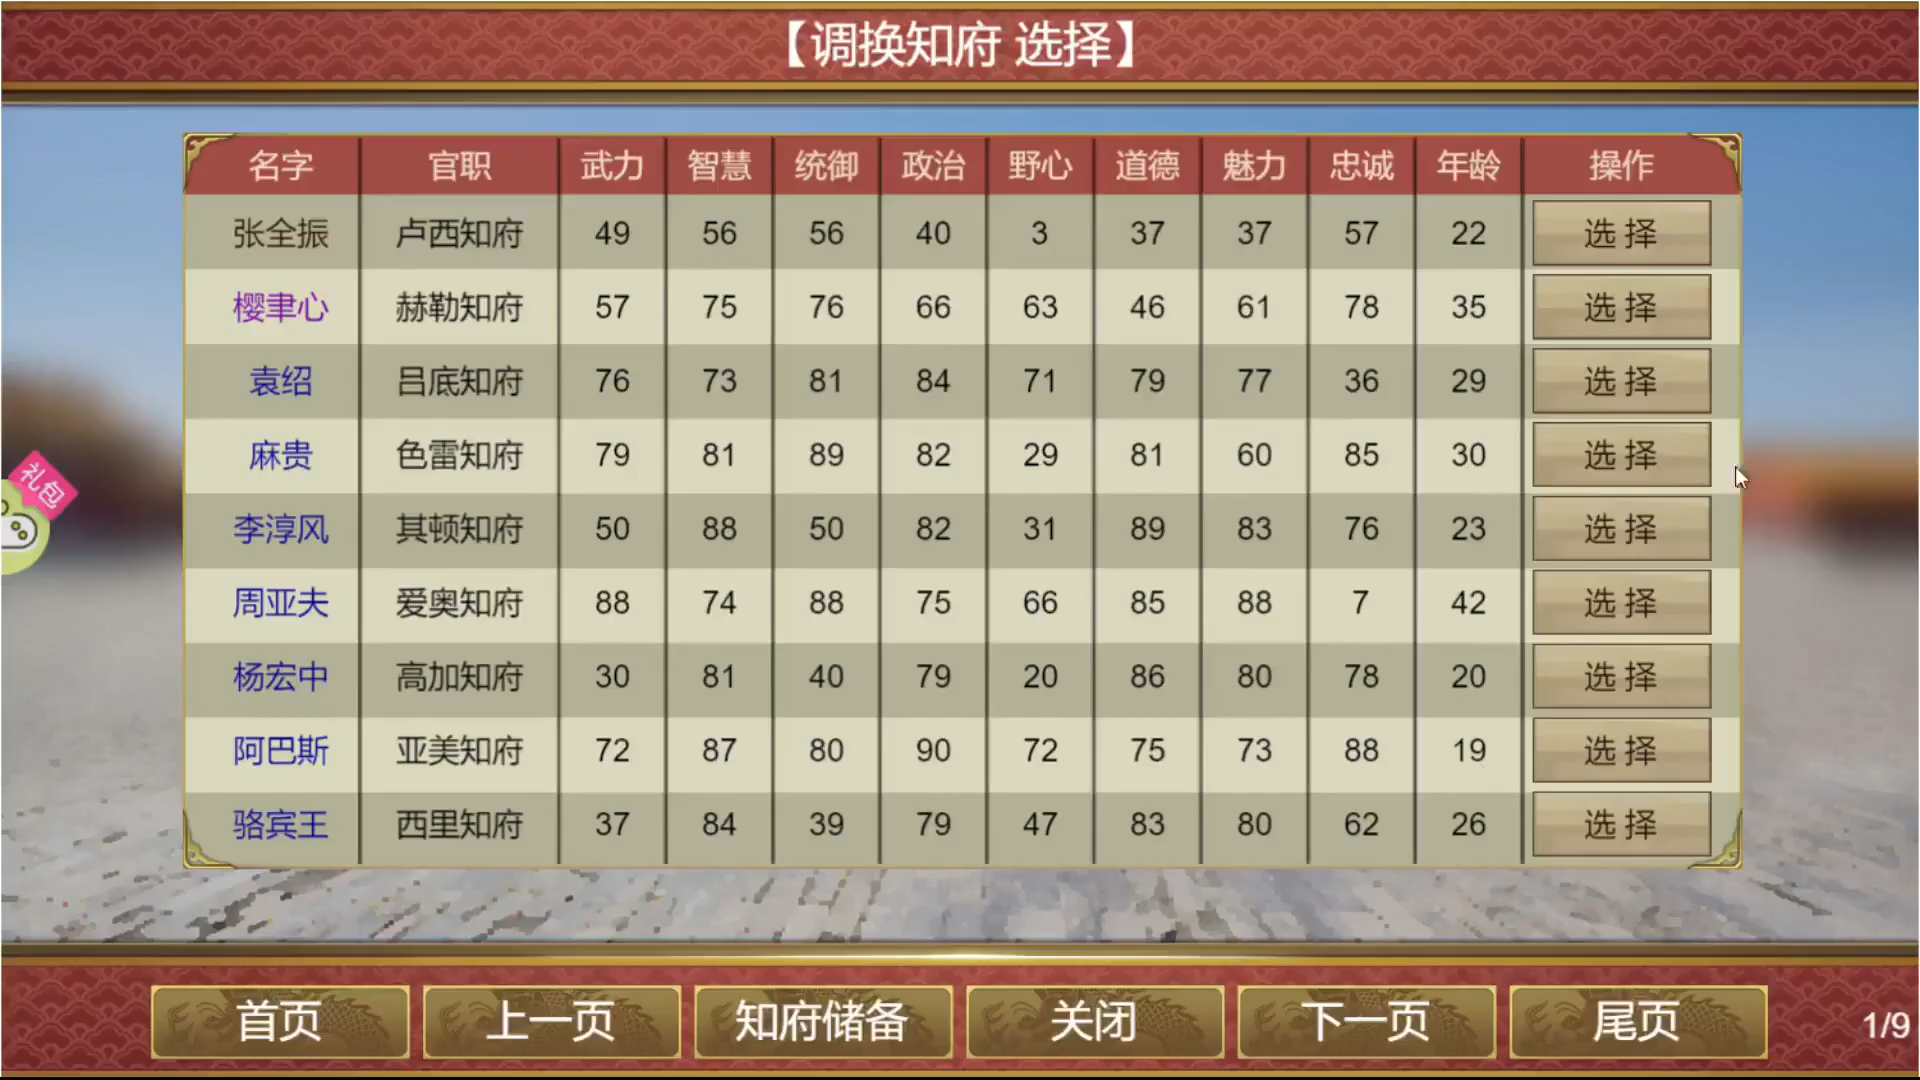 【调换知府 选择】
名字 官职 武力 智慧 统御 政治 野心 道德 魅力 忠诚 年龄 操作
张全振 卢西知府 49 56 56 40 3 37 37 57 22 选择
樱聿心 赫勒知府 57 75 76 66 63 46 61 78 35 选择
袁绍 吕底知府 76 73 81 84 71 79 77 36 29 选择
麻贵 色雷知府 79 81 89 82 29 81 60 85 30 选择
礼包
李淳风 其顿知府 50 88 50 82 31 89 83 76 23 选择
周亚夫 爱奥知府 88 74 88 75 66 85 88 7 42 选择
杨宏中 高加知府 30 81 40 79 20 86 80 78 20 选择
阿巴斯 亚美知府 72 87 80 90 72 75 73 88 19 选择
骆宾王 西里知府 37 84 39 79 47 83 80 62 26 选择
首页 上一页 知府储备 关闭 下一页 尾页 1/9